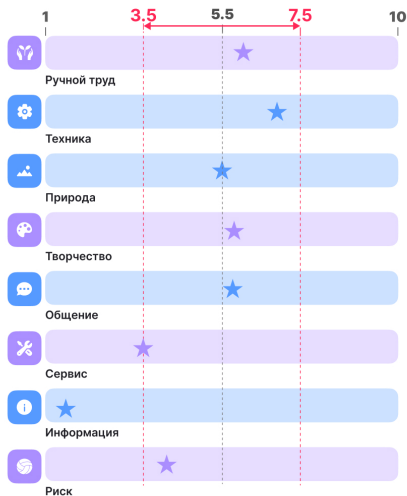 1 3.5 5.5 7.5 10
Ручной труд
Техника
Природа
Творчество
Общение
Сервис
Информация
Риск